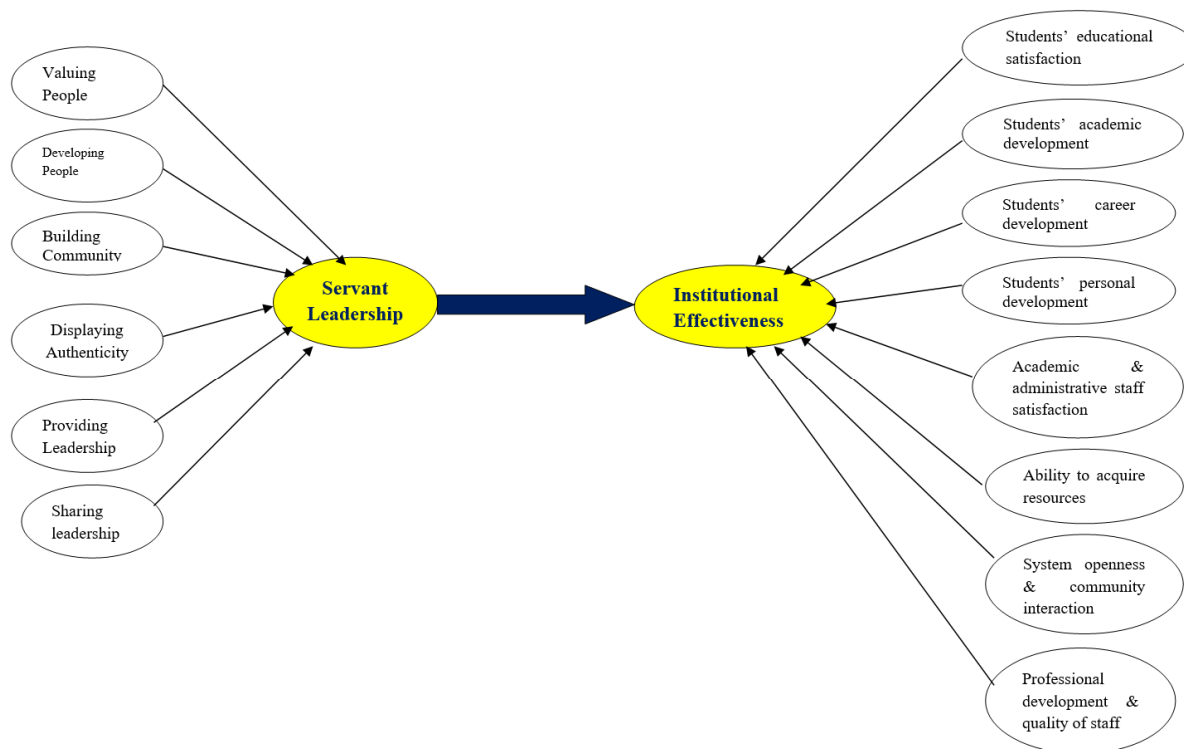 Valuing
People
Developing
People
Building
Community
Displaying
Authenticity
Providing
Leadership
Sharing
leadership
Servant
Leadership
Institutional
Effectiveness
Students’ educational
satisfaction
Students’ academic
development
Students’ career
development
Students’ personal
development
Academic &
administrative staff
satisfaction
Ability to acquire
resources
System openness
& community
interaction
Professional
development &
quality of staff